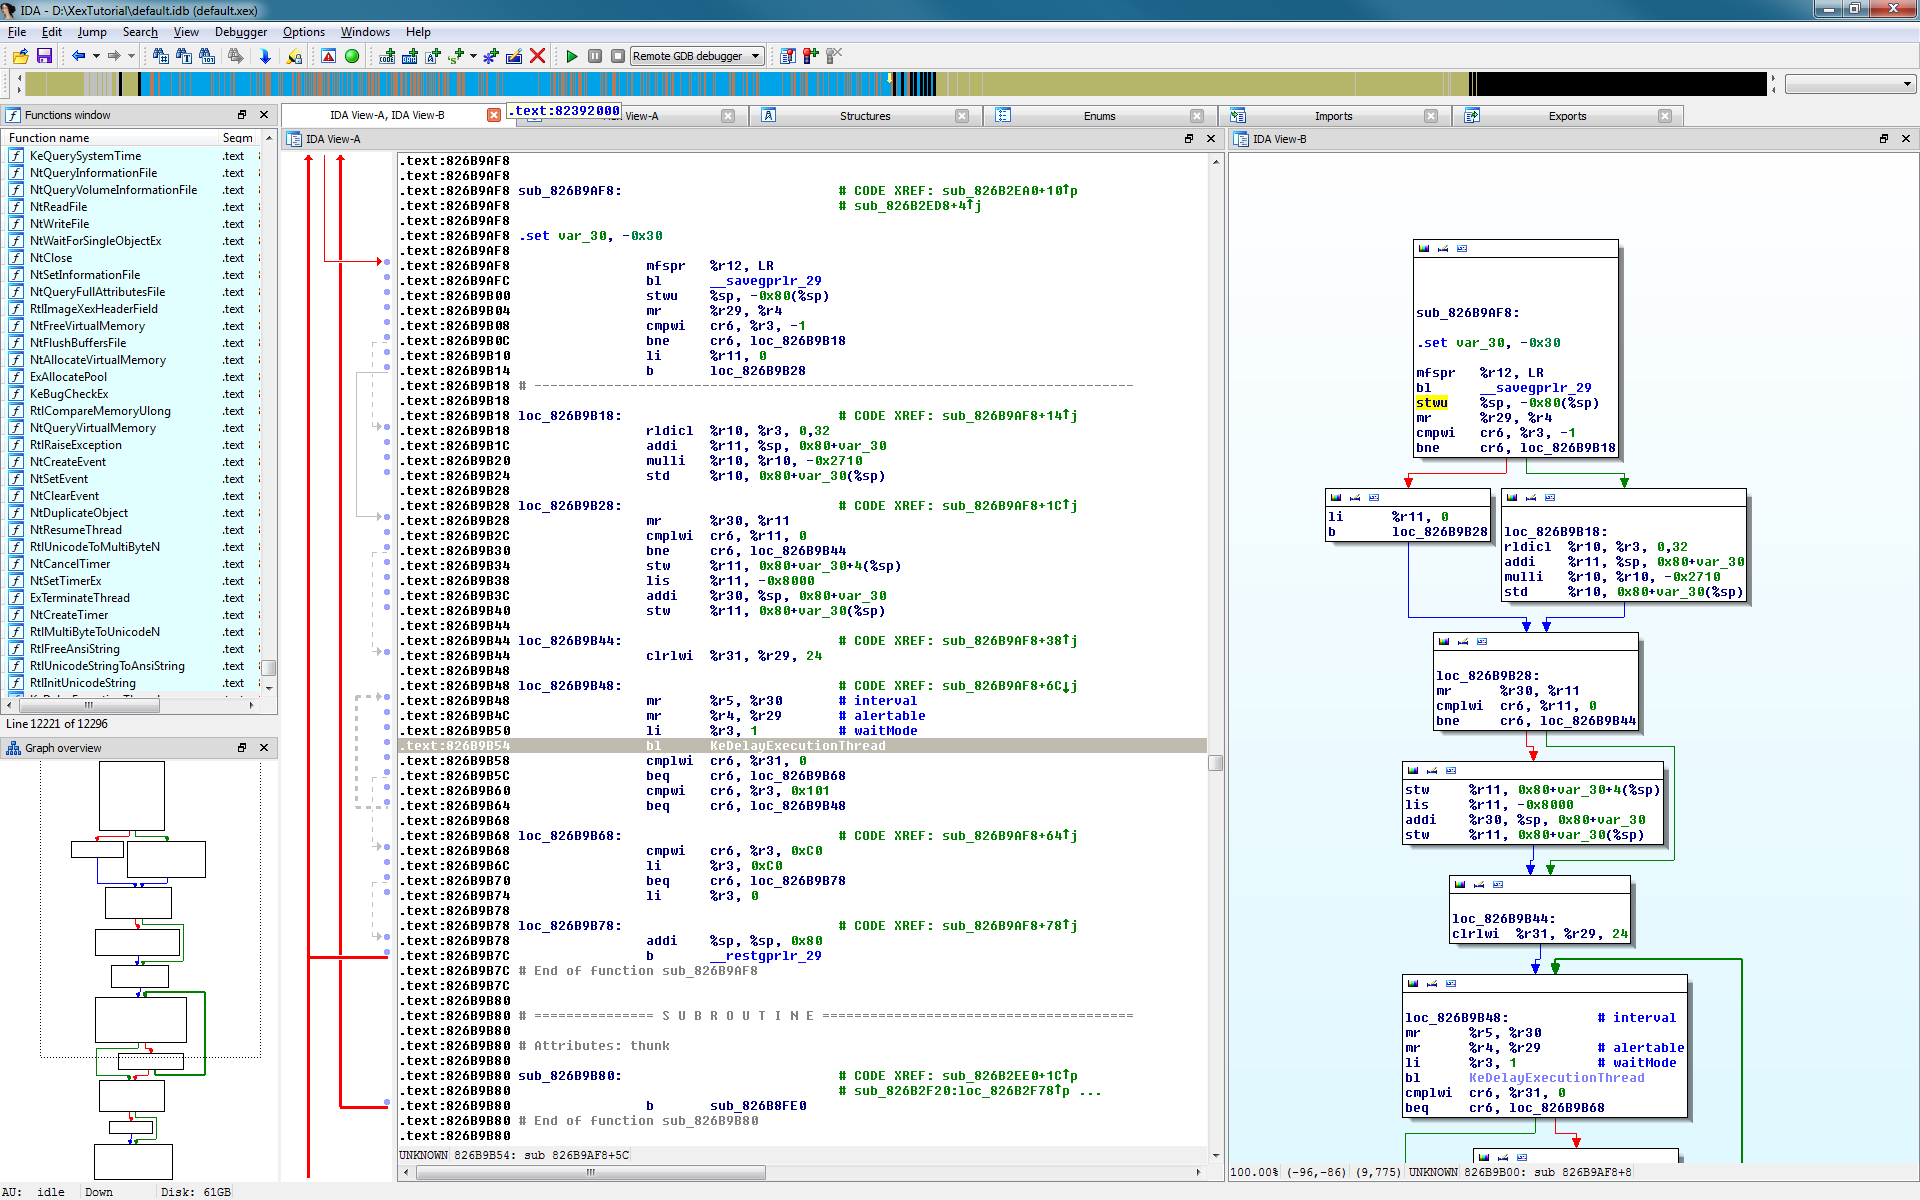 IDA - D:\XexTutorial\default.idb (default.xex)
File Edit Jump Search View Debugger Options Windows Help
Remote GDB debugger
Functions window
Function name Segm
KeQuerySystemTime .text
NtQueryInformationFile .text
NtQueryVolumeInformationFile .text
NtReadFile .text
NtWriteFile .text
NtWaitForSingleObjectEx .text
NtClose .text
NtSetInformationFile .text
NtQueryFullAttributesFile .text
RtlImageXexHeaderField .text
NtFreeVirtualMemory .text
NtFlushBuffersFile .text
NtAllocateVirtualMemory .text
ExAllocatePool .text
KeBugCheckEx .text
RtlCompareMemoryUlong .text
NtQueryVirtualMemory .text
RtlRaiseException .text
NtCreateEvent .text
NtSetEvent .text
NtClearEvent .text
NtDuplicateObject .text
NtResumeThread .text
RtlUnicodeToMultiByteN .text
NtCancelTimer .text
NtSetTimerEx .text
ExTerminateThread .text
NtCreateTimer .text
RtlMultiByteToUnicodeN .text
RtlFreeAnsiString .text
RtlUnicodeStringToAnsiString .text
RtlInitUnicodeString .text
Line 12221 of 12296
Graph overview
IDA View-A, IDA View-B
.text:82392000
View-A
Structures
Enums
Imports
Exports
IDA View-A
.text:826B9AF8
.text:826B9AF8
.text:826B9AF8 sub_826B9AF8: # CODE XREF: sub_826B2EA0+10↑p
.text:826B9AF8 # sub_826B2ED8+4↑j
.text:826B9AF8
.text:826B9AF8 .set var_30, -0x30
.text:826B9AF8
.text:826B9AF8 mfspr %r12, LR
.text:826B9AFC bl __savegprlr_29
.text:826B9B00 stwu %sp, -0x80(%sp)
.text:826B9B04 mr %r29, %r4
.text:826B9B08 cmpwi cr6, %r3, -1
.text:826B9B0C bne cr6, loc_826B9B18
.text:826B9B10 li %r11, 0
.text:826B9B14 b loc_826B9B28
.text:826B9B18 # ---------------------------------------------------------------------------
.text:826B9B18
.text:826B9B18 loc_826B9B18: # CODE XREF: sub_826B9AF8+14↑j
.text:826B9B18 rldicl %r10, %r3, 0,32
.text:826B9B1C addi %r11, %sp, 0x80+var_30
.text:826B9B20 mulli %r10, %r10, -0x2710
.text:826B9B24 std %r10, 0x80+var_30(%sp)
.text:826B9B28
.text:826B9B28 loc_826B9B28: # CODE XREF: sub_826B9AF8+1C↑j
.text:826B9B28 mr %r30, %r11
.text:826B9B2C cmplwi cr6, %r11, 0
.text:826B9B30 bne cr6, loc_826B9B44
.text:826B9B34 stw %r11, 0x80+var_30+4(%sp)
.text:826B9B38 lis %r11, -0x8000
.text:826B9B3C addi %r30, %sp, 0x80+var_30
.text:826B9B40 stw %r11, 0x80+var_30(%sp)
.text:826B9B44
.text:826B9B44 loc_826B9B44: # CODE XREF: sub_826B9AF8+38↑j
.text:826B9B44 clrlwi %r31, %r29, 24
.text:826B9B48
.text:826B9B48 loc_826B9B48: # CODE XREF: sub_826B9AF8+6C↓j
.text:826B9B48 mr %r5, %r30 # interval
.text:826B9B4C mr %r4, %r29 # alertable
.text:826B9B50 li %r3, 1 # waitMode
.text:826B9B54 bl KeDelayExecutionThread
.text:826B9B58 cmplwi cr6, %r31, 0
.text:826B9B5C beq cr6, loc_826B9B68
.text:826B9B60 cmpwi cr6, %r3, 0x101
.text:826B9B64 beq cr6, loc_826B9B48
.text:826B9B68
.text:826B9B68 loc_826B9B68: # CODE XREF: sub_826B9AF8+64↑j
.text:826B9B68 cmpwi cr6, %r3, 0xC0
.text:826B9B6C li %r3, 0xC0
.text:826B9B70 beq cr6, loc_826B9B78
.text:826B9B74 li %r3, 0
.text:826B9B78
.text:826B9B78 loc_826B9B78: # CODE XREF: sub_826B9AF8+78↑j
.text:826B9B78 addi %sp, %sp, 0x80
.text:826B9B7C b __restgprlr_29
.text:826B9B7C # End of function sub_826B9AF8
.text:826B9B7C
.text:826B9B80
.text:826B9B80 # =============== S U B R O U T I N E =======================================
.text:826B9B80
.text:826B9B80 # Attributes: thunk
.text:826B9B80
.text:826B9B80 sub_826B9B80: # CODE XREF: sub_826B2EE0+1C↑p
.text:826B9B80 # sub_826B2F20:loc_826B2F78↑p ...
.text:826B9B80 b sub_826B8FE0
.text:826B9B80 # End of function sub_826B9B80
.text:826B9B80
UNKNOWN 826B9B54: sub_826B9AF8+5C
IDA View-B
sub_826B9AF8:
.set var_30, -0x30
mfspr %r12, LR
bl __savegprlr_29
stwu %sp, -0x80(%sp)
mr %r29, %r4
cmpwi cr6, %r3, -1
bne cr6, loc_826B9B18
li %r11, 0
b loc_826B9B28
loc_826B9B18:
rldicl %r10, %r3, 0,32
addi %r11, %sp, 0x80+var_30
mulli %r10, %r10, -0x2710
std %r10, 0x80+var_30(%sp)
loc_826B9B28:
mr %r30, %r11
cmplwi cr6, %r11, 0
bne cr6, loc_826B9B44
stw %r11, 0x80+var_30+4(%sp)
lis %r11, -0x8000
addi %r30, %sp, 0x80+var_30
stw %r11, 0x80+var_30(%sp)
loc_826B9B44:
clrlwi %r31, %r29, 24
loc_826B9B48: # interval
mr %r5, %r30
mr %r4, %r29 # alertable
li %r3, 1 # waitMode
bl KeDelayExecutionThread
cmplwi cr6, %r31, 0
beq cr6, loc_826B9B68
100.00% (-96,-86) (9,775) UNKNOWN 826B9B00: sub_826B9AF8+8
AU: idle Down Disk: 61GB